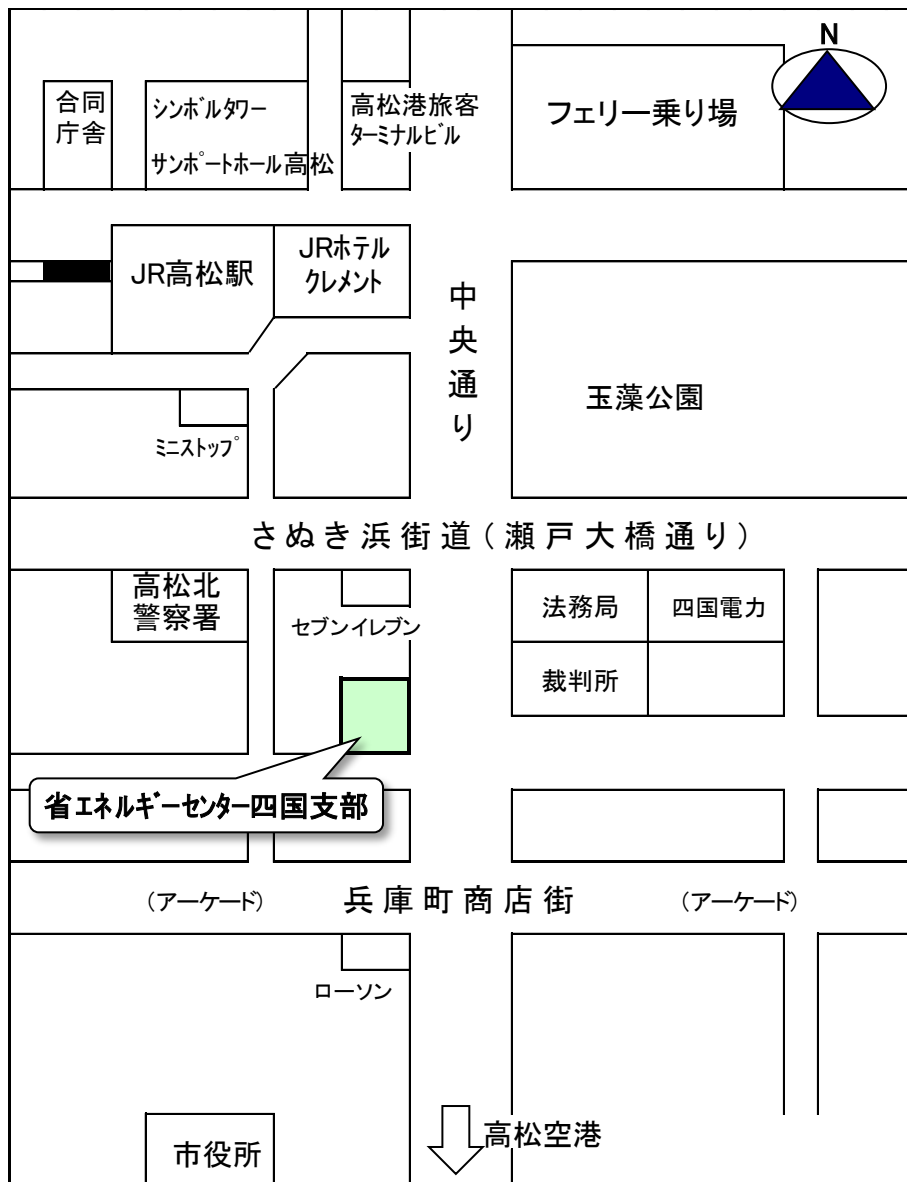 N
合同
庁舎
シンボルタワー
サンポートホール高松
高松港旅客
ターミナルビル
フェリー乗り場
JR高松駅
JRホテル
クレメント
中央通り
玉藻公園
ミニストップ
さぬき浜街道(瀬戸大橋通り)
高松北
警察署
セブンイレブン
法務局
四国電力
裁判所
省エネルギーセンター四国支部
(アーケード)
兵庫町商店街
(アーケード)
ローソン
高松空港
市役所